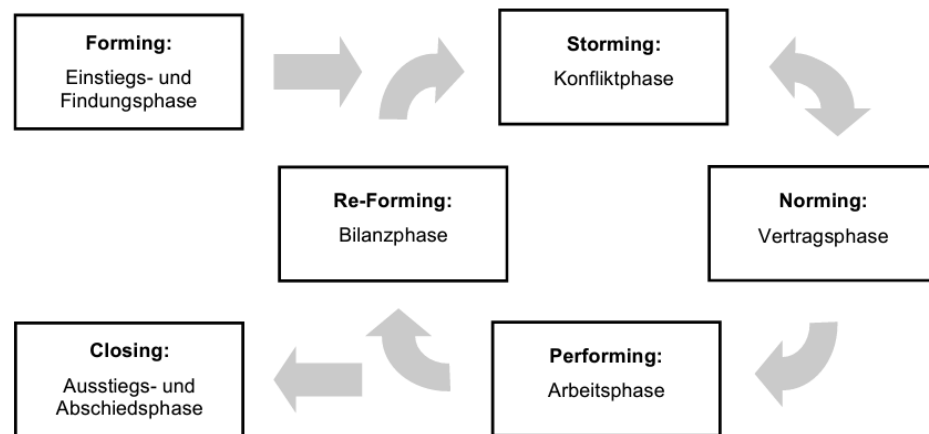 Forming:
Einstiegs- und
Findungsphase
Storming:
Konfliktphase
Re-Forming:
Bilanzphase
Norming:
Vertragsphase
Closing:
Ausstiegs- und
Abschiedsphase
Performing:
Arbeitsphase